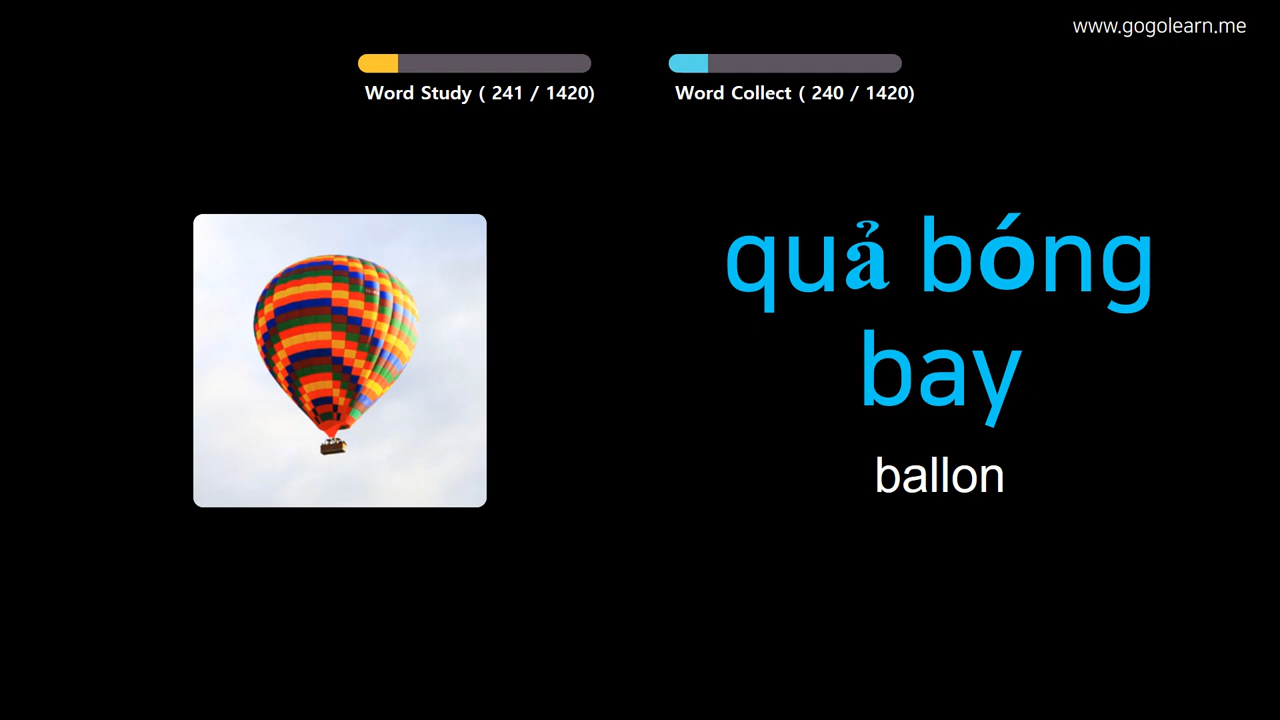 www.gogolearn.me
Word Study ( 241 / 1420)
Word Collect ( 240 / 1420)
quả bóng
bay
ballon